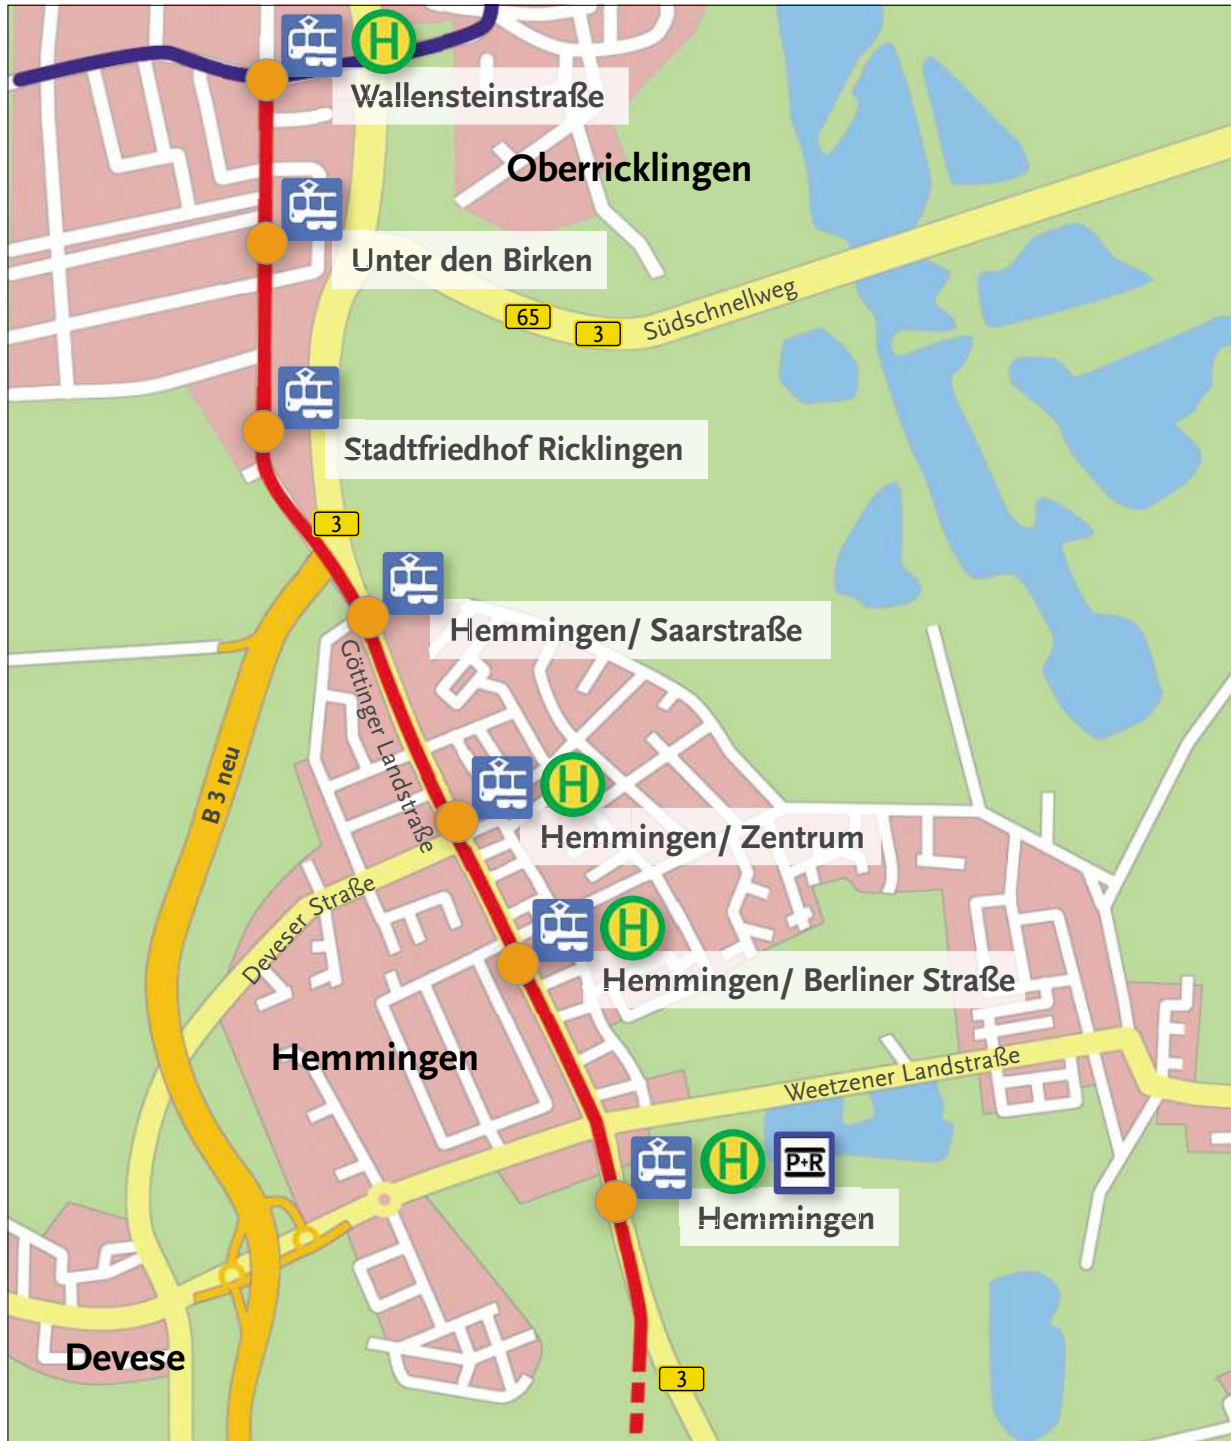 H
Wallensteinstraße
Oberricklingen
Unter den Birken
65
3
Südschnellweg
Stadtfriedhof Ricklingen
3
Hemmingen/ Saarstraße
Göttinger Landstraße
B 3 neu
H
Hemmingen/ Zentrum
Deveser Straße
H
Hemmingen/ Berliner Straße
Hemmingen
Weetzener Landstraße
H
P+R
Hemmingen
Devese
3